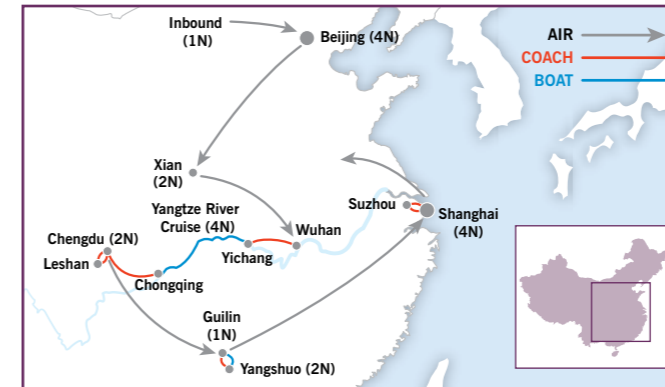 Inbound
(1N)
Beijing (4N)
AIR
COACH
BOAT
Xian
(2N)
Yangtze River
Cruise (4N)
Wuhan
Suzhou
Shanghai
(4N)
Chengdu (2N)
Leshan
Yichang
Chongqing
Guilin
(1N)
Yangshuo (2N)